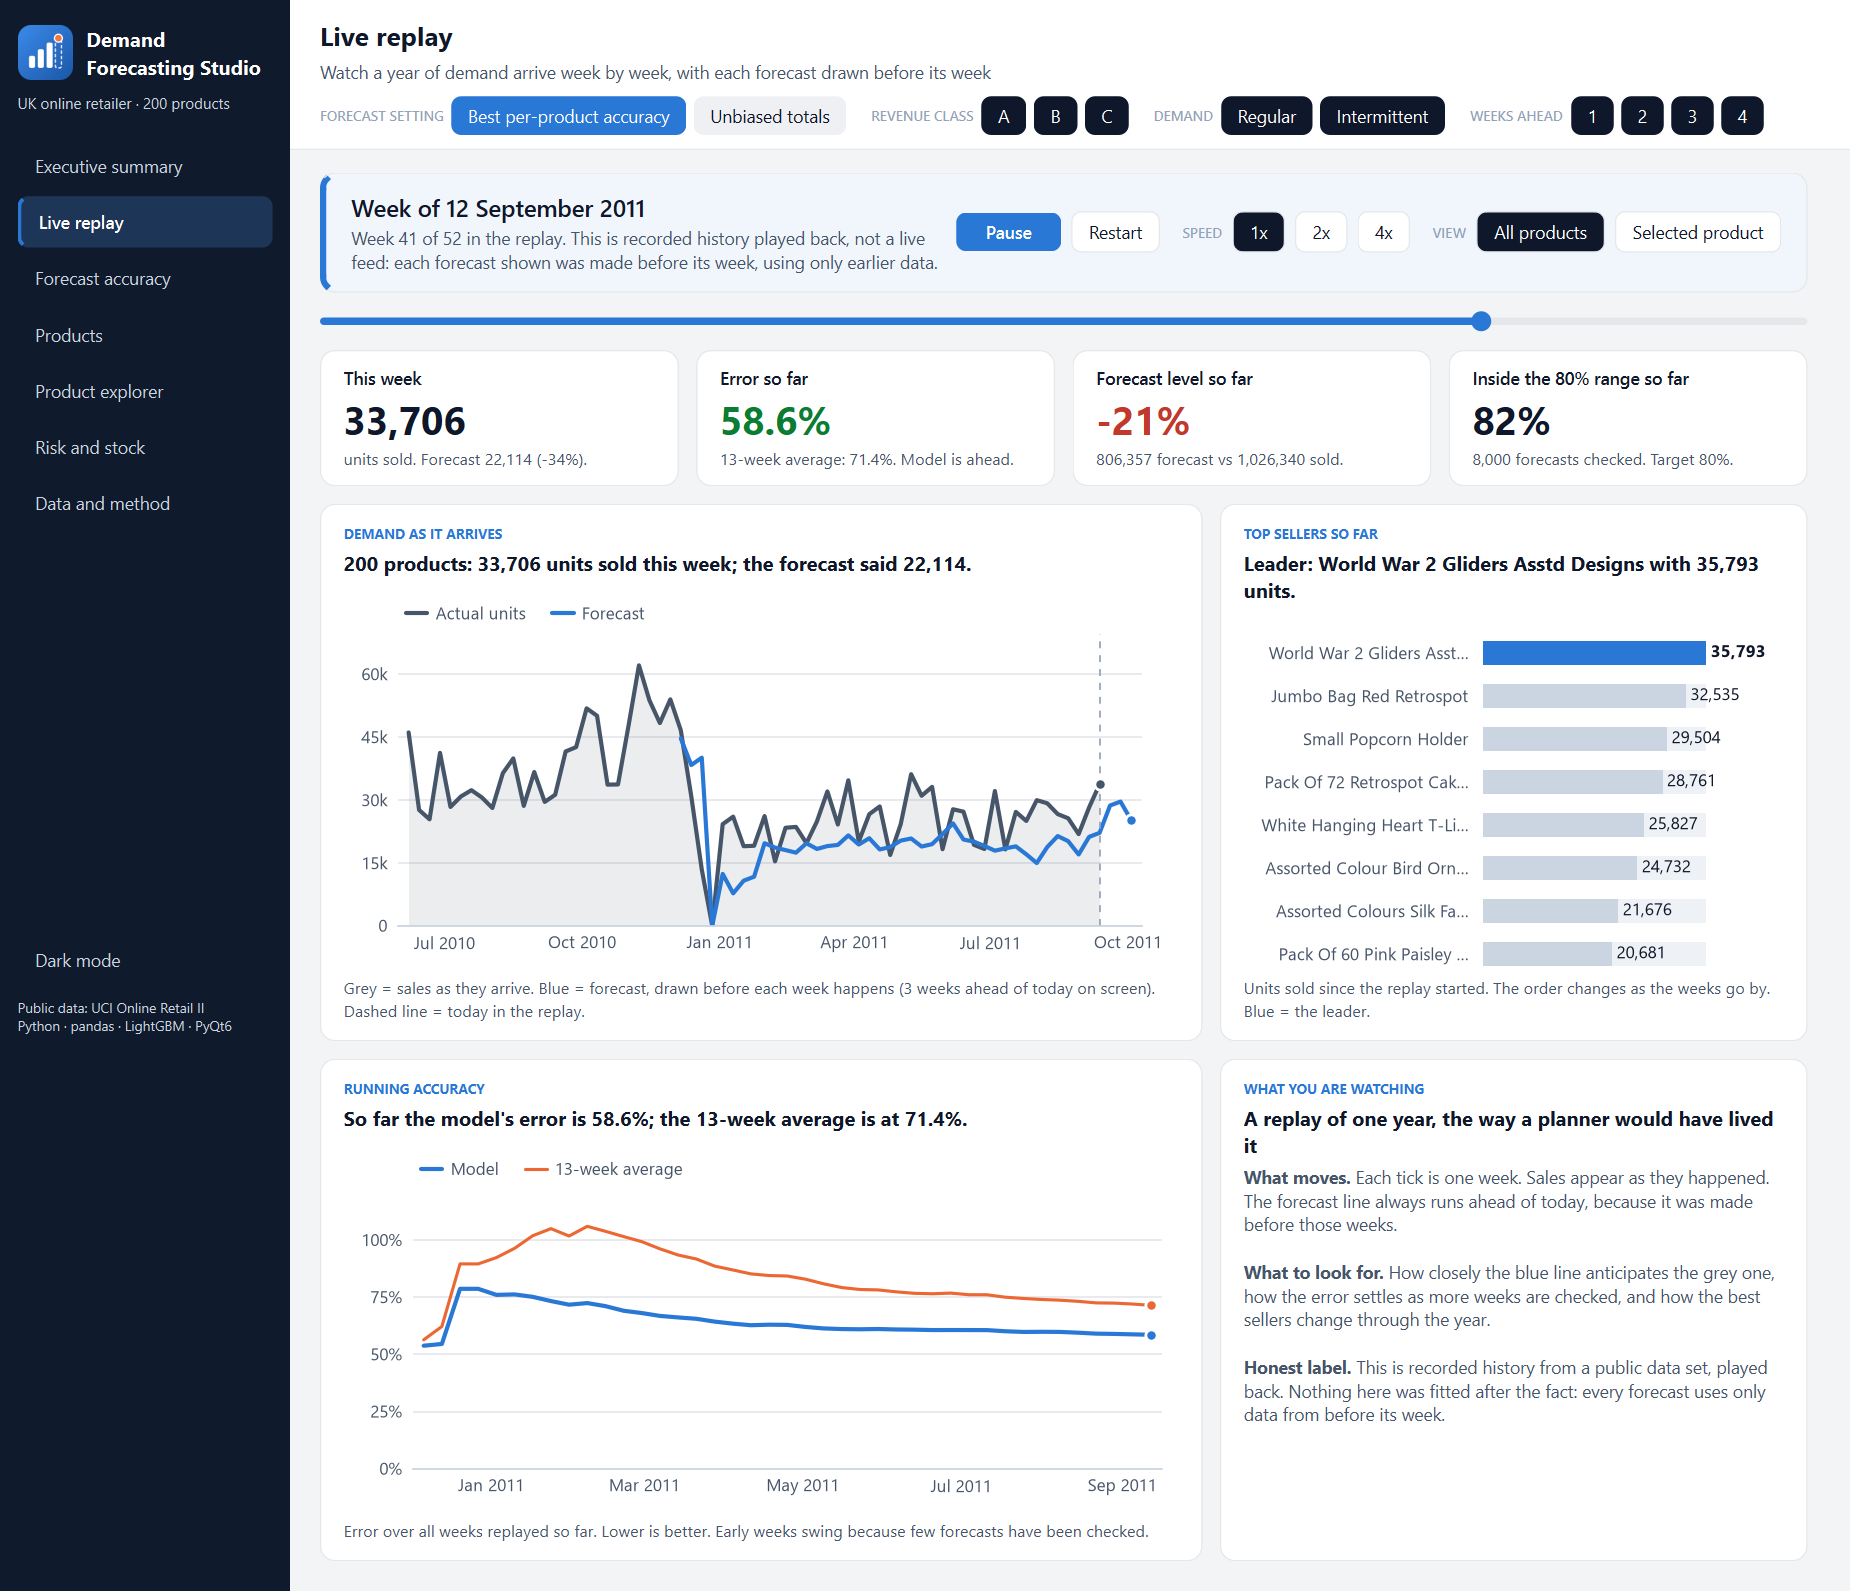 Demand
Forecasting Studio
UK online retailer · 200 products
Executive summary
Live replay
Forecast accuracy
Products
Product explorer
Risk and stock
Data and method
Dark mode
Public data: UCI Online Retail II
Python · pandas · LightGBM · PyQt6
Live replay
Watch a year of demand arrive week by week, with each forecast drawn before its week
FORECAST SETTING Best per-product accuracy Unbiased totals REVENUE CLASS A B C DEMAND Regular Intermittent WEEKS AHEAD 1 2 3 4
Week of 12 September 2011
Week 41 of 52 in the replay. This is recorded history played back, not a live
feed: each forecast shown was made before its week, using only earlier data.
Pause Restart SPEED 1x 2x 4x VIEW All products Selected product
This week
33,706
units sold. Forecast 22,114 (-34%).
Error so far
58.6%
13-week average: 71.4%. Model is ahead.
Forecast level so far
-21%
806,357 forecast vs 1,026,340 sold.
Inside the 80% range so far
82%
8,000 forecasts checked. Target 80%.
DEMAND AS IT ARRIVES
200 products: 33,706 units sold this week; the forecast said 22,114.
Actual units Forecast
60k
45k
30k
15k
0
Jul 2010 Oct 2010 Jan 2011 Apr 2011 Jul 2011 Oct 2011
Grey = sales as they arrive. Blue = forecast, drawn before each week happens (3 weeks ahead of today on screen).
Dashed line = today in the replay.
TOP SELLERS SO FAR
Leader: World War 2 Gliders Asstd Designs with 35,793
units.
World War 2 Gliders Asst... 35,793
Jumbo Bag Red Retrospot 32,535
Small Popcorn Holder 29,504
Pack Of 72 Retrospot Cak... 28,761
White Hanging Heart T-Li... 25,827
Assorted Colour Bird Orn... 24,732
Assorted Colours Silk Fa... 21,676
Pack Of 60 Pink Paisley ... 20,681
Units sold since the replay started. The order changes as the weeks go by.
Blue = the leader.
RUNNING ACCURACY
So far the model's error is 58.6%; the 13-week average is at 71.4%.
Model 13-week average
100%
75%
50%
25%
0%
Jan 2011 Mar 2011 May 2011 Jul 2011 Sep 2011
Error over all weeks replayed so far. Lower is better. Early weeks swing because few forecasts have been checked.
WHAT YOU ARE WATCHING
A replay of one year, the way a planner would have lived
it
What moves. Each tick is one week. Sales appear as they happened.
The forecast line always runs ahead of today, because it was made
before those weeks.
What to look for. How closely the blue line anticipates the grey one,
how the error settles as more weeks are checked, and how the best
sellers change through the year.
Honest label. This is recorded history from a public data set, played
back. Nothing here was fitted after the fact: every forecast uses only
data from before its week.